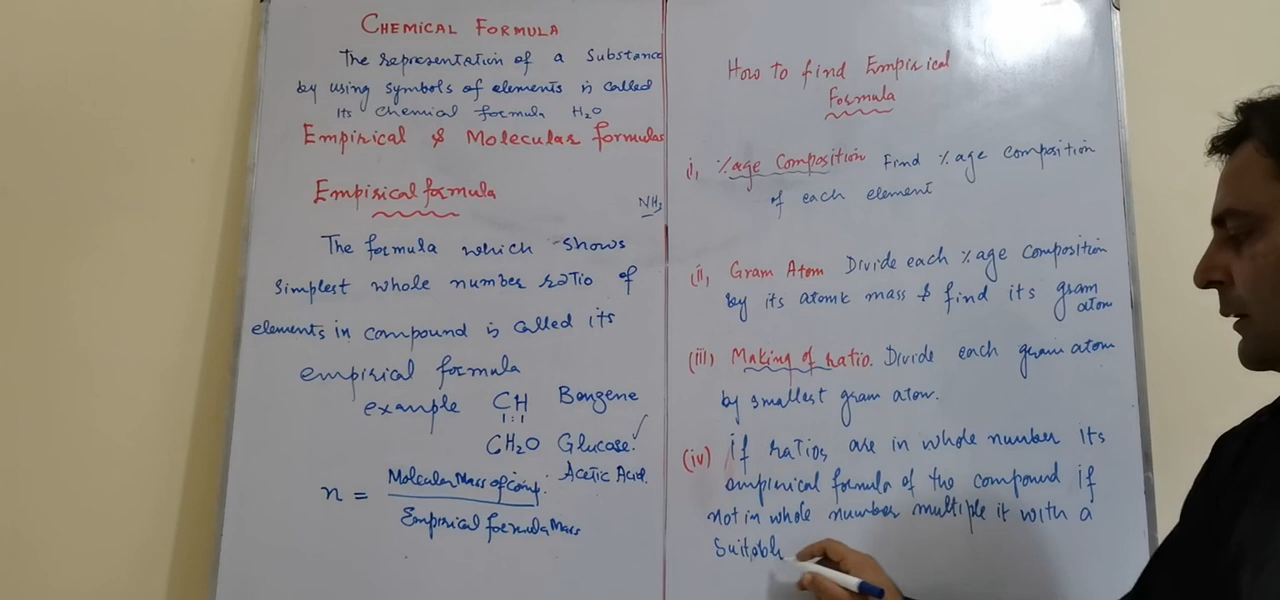 CHEMICAL FORMULA
The representation of a Substance
by using symbols of elements is called
its chemical formula H₂O
Empirical & Molecular formulas
Empirical formula
NH₃
The formula which shows
simplest whole number ratio of
elements in compound is called its
empirical formula
example CH Benzene
1:1
CH₂O Glucose
Acetic Acid.
n = Molecular Mass of Comp.
Empirical formula Mass
How to find Empirical
Formula
i, %age Composition Find %age composition
of each element
(ii, Gram Atom Divide each %age composition
by its atomic mass & find its gram
atom
(iii) Making of ratio. Divide each gram atom
by smallest gram atom.
(iv) If ratios are in whole number its
empirical formula of the compound if
not in whole number multiple it with a
Suitable